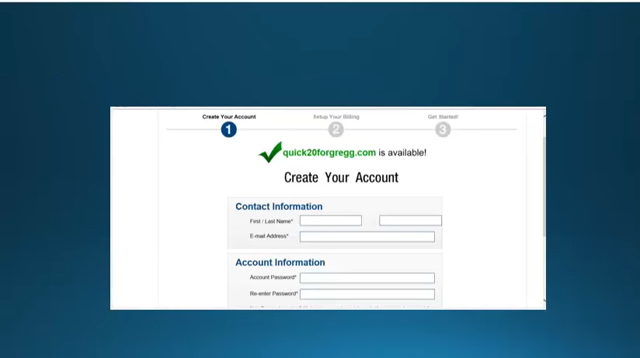 Create Your Account Setup Your Billing Get Started!
1 2 3
quick20forgregg.com is available!
Create Your Account
Contact Information
First / Last Name*
E-mail Address*
Account Information
Account Password*
Re-enter Password*